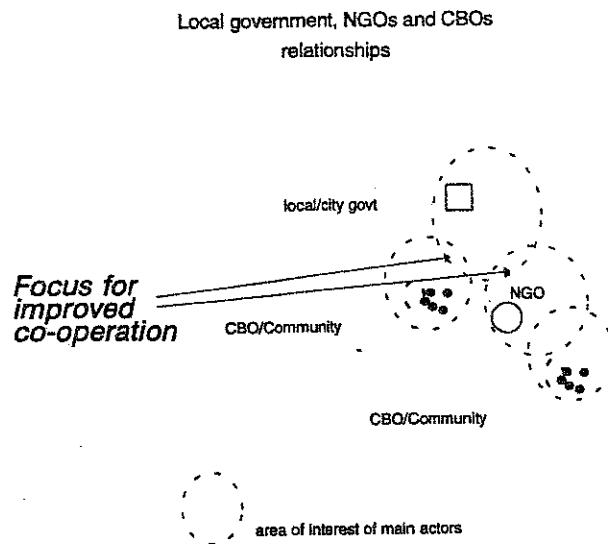 Local government, NGOs and CBOs
relationships
local/city govt
Focus for
improved
co-operation
NGO
CBO/Community
CBO/Community
area of interest of main actors